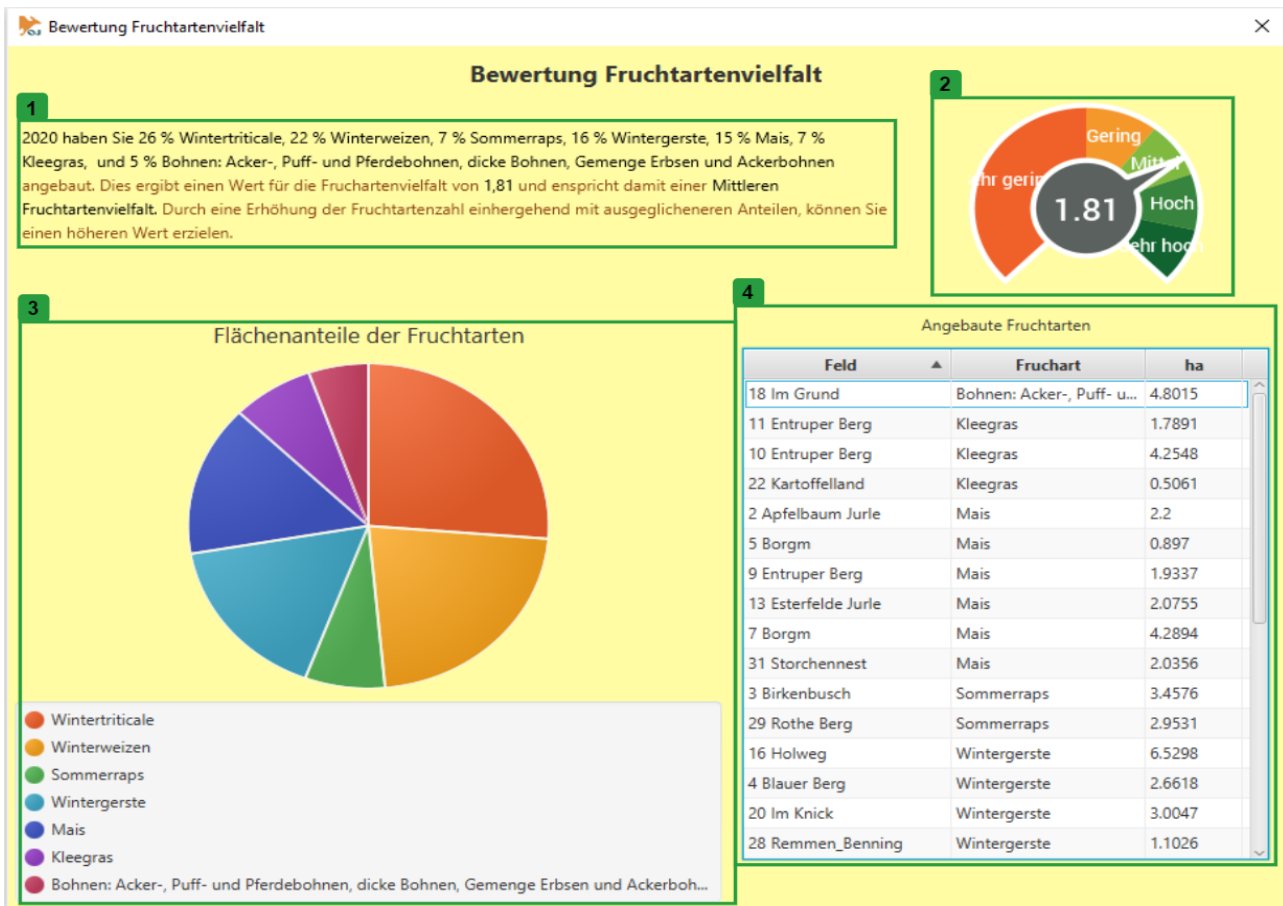 Bewertung Fruchtartenvielfalt
Bewertung Fruchtartenvielfalt
1
2020 haben Sie 26 % Wintertriticale, 22 % Winterweizen, 7 % Sommerraps, 16 % Wintergerste, 15 % Mais, 7 %
Kleegras, und 5 % Bohnen: Acker-, Puff- und Pferdebohnen, dicke Bohnen, Gemenge Erbsen und Ackerbohnen
angebaut. Dies ergibt einen Wert für die Fruchartenvielfalt von 1,81 und enspricht damit einer Mittleren
Fruchtartenvielfalt. Durch eine Erhöhung der Fruchtartenzahl einhergehend mit ausgeglicheneren Anteilen, können Sie
einen höheren Wert erzielen.
2
Gering
Mittel
hr gerin
1.81
Hoch
ehr hoch
3
Flächenanteile der Fruchtarten
Wintertriticale
Winterweizen
Sommerraps
Wintergerste
Mais
Kleegras
Bohnen: Acker-, Puff- und Pferdebohnen, dicke Bohnen, Gemenge Erbsen und Ackerboh...
4
Angebaute Fruchtarten
Feld Fruchart ha
18 Im Grund Bohnen: Acker-, Puff- u... 4.8015
11 Entruper Berg Kleegras 1.7891
10 Entruper Berg Kleegras 4.2548
22 Kartoffelland Kleegras 0.5061
2 Apfelbaum Jurle Mais 2.2
5 Borgm Mais 0.897
9 Entruper Berg Mais 1.9337
13 Esterfelde Jurle Mais 2.0755
7 Borgm Mais 4.2894
31 Storchennest Mais 2.0356
3 Birkenbusch Sommerraps 3.4576
29 Rothe Berg Sommerraps 2.9531
16 Holweg Wintergerste 6.5298
4 Blauer Berg Wintergerste 2.6618
20 Im Knick Wintergerste 3.0047
28 Remmen_Benning Wintergerste 1.1026